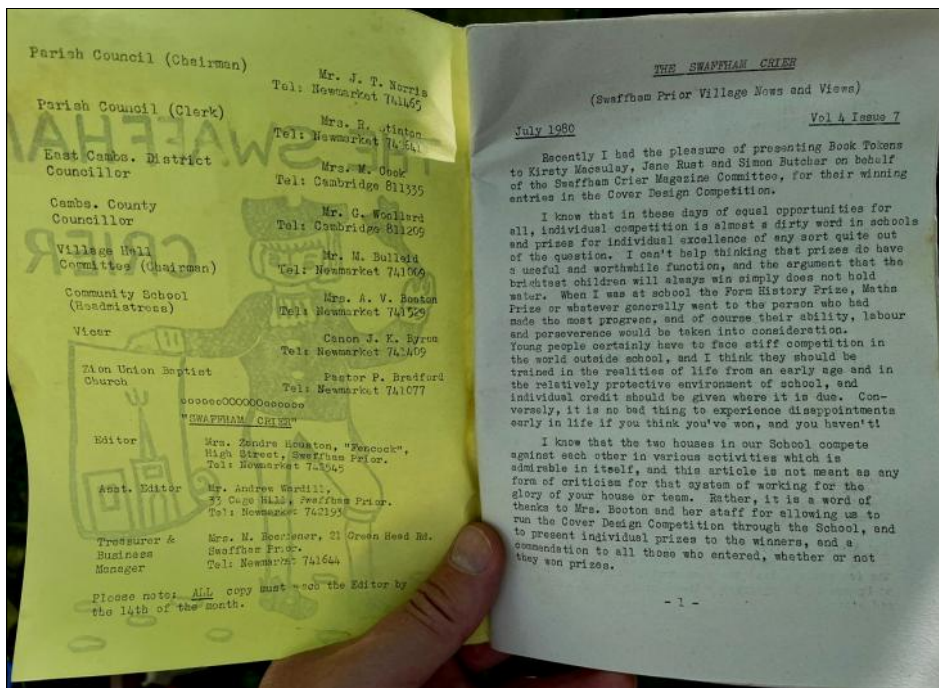 Parish Council (Chairman)
Mr. J. T. Norris
Tel: Newmarket 741465
Parish Council (Clerk)
Mrs. R.
Tel: Newmarket
East Cambs. District
Councillor
Mrs. M. Cook
Tel: Cambridge 811335
Cambs. County
Councillor
Mr. G. Woollard
Tel: Cambridge 811209
Village Hall
Committee (Chairman)
Mr. M. Bulleid
Tel: Newmarket 741069
Community School
(Headmistress)
Mrs. A. V. Booton
Tel: Newmarket 741529
Vicar
Canon J. K. Byron
Tel: Newmarket 741409
Zion Union Baptist
Church
Pastor P. Bradford
Tel: Newmarket 741077
ooooooOOOOOOoooooo
"SWAFFHAM CRIER"
Editor
Mrs. Zendre Houston, "Fencock",
High Street, Swaffham Prior.
Tel: Newmarket
Asst. Editor
Mr. Andrew Wardill,
33 Cage Hill, Swaffham Prior.
Tel: Newmarket 742193
Treasurer &
Business
Manager
Mrs. M. 21 Green Head Rd.
Swaffham Prior.
Tel: Newmarket 741644
Please note: ALL copy must the Editor by
the 14th of the month.
THE SWAFFHAM CRIER
(Swaffham Prior Village News and Views)
July 1980
Vol 4 Issue 7
Recently I had the pleasure of presenting Book Tokens
to Kirsty Macaulay, Jane Rust and Simon Butcher on behalf
of the Swaffham Crier Magazine Committee, for their winning
entries in the Cover Design Competition.
I know that in these days of equal opportunities for
all, individual competition is almost a dirty word in schools
and prizes for individual excellence of any sort quite out
of the question. I can't help thinking that prizes do have
a useful and worthwhile function, and the argument that the
brightest children will always win simply does not hold
water. When I was at school the Form History Prize, Maths
Prize or whatever generally went to the person who had
made the most progress, and of course their ability, labour
and perseverence would be taken into consideration.
Young people certainly have to face stiff competition in
the world outside school, and I think they should be
trained in the realities of life from an early age and in
the relatively protective environment of school, and
individual credit should be given where it is due. Con-
versely, it is no bad thing to experience disappointments
early in life if you think you've won, and you haven't!
I know that the two houses in our School compete
against each other in various activities which is
admirable in itself, and this article is not meant as any
form of criticism for that system of working for the
glory of your house or team. Rather, it is a word of
thanks to Mrs. Booton and her staff for allowing us to
run the Cover Design Competition through the School, and
to present individual prizes to the winners, and a
commendation to all those who entered, whether or not
they won prizes.
- 1 -